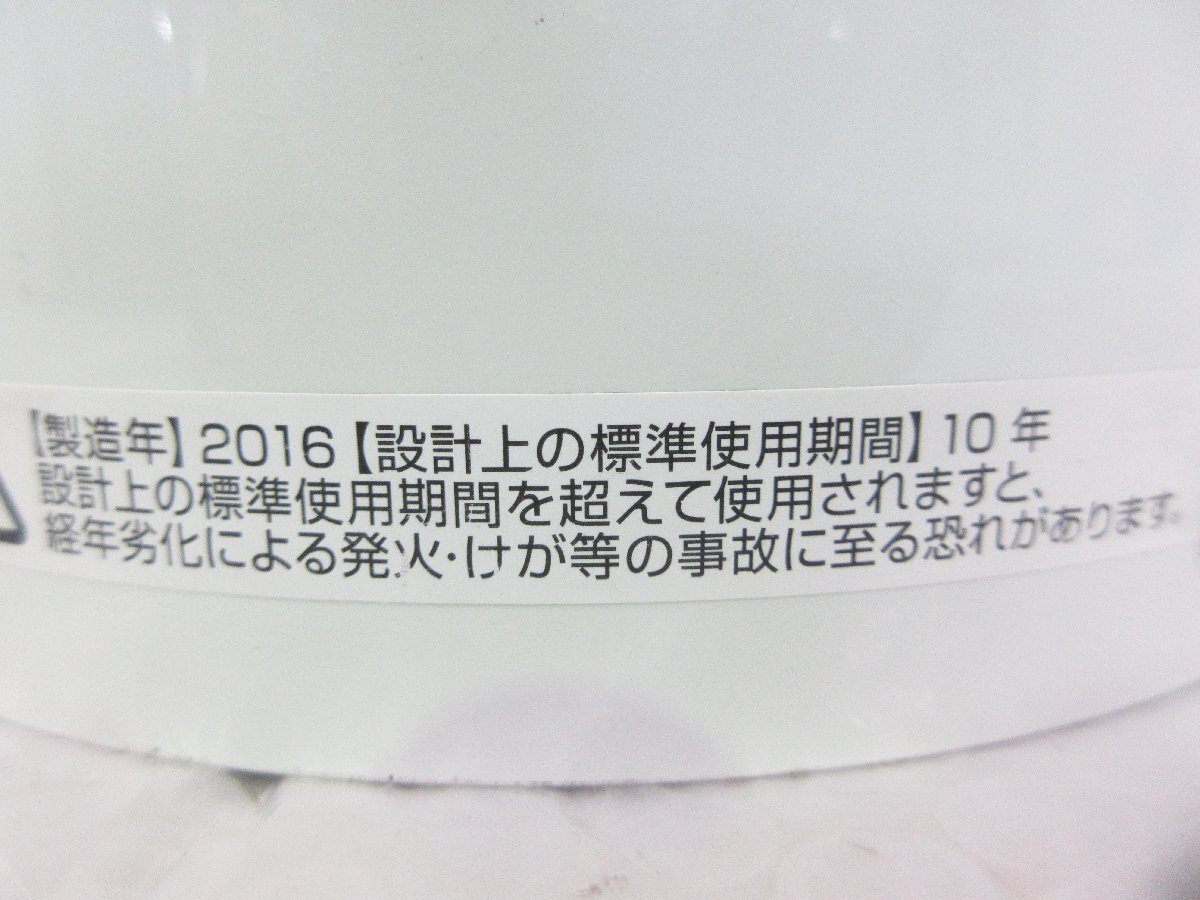 【製造年】2016【設計上の標準使用期間】10年
設計上の標準使用期間を超えて使用されますと、
経年劣化による発火・けが等の事故に至る恐れがあります。